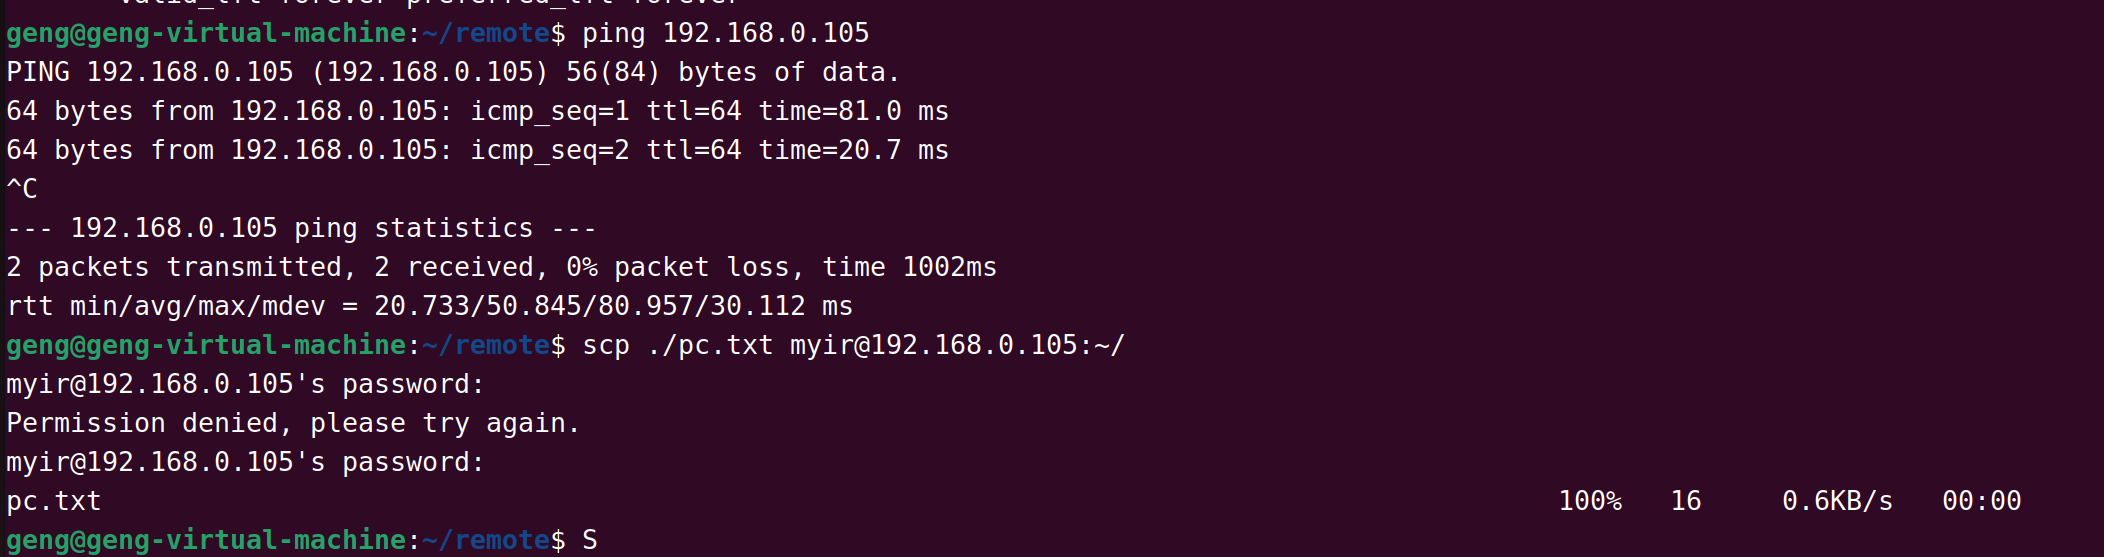 valid_lft forever preferred_lft forever
geng@geng-virtual-machine:~/remote$ ping 192.168.0.105
PING 192.168.0.105 (192.168.0.105) 56(84) bytes of data.
64 bytes from 192.168.0.105: icmp_seq=1 ttl=64 time=81.0 ms
64 bytes from 192.168.0.105: icmp_seq=2 ttl=64 time=20.7 ms
^C
--- 192.168.0.105 ping statistics ---
2 packets transmitted, 2 received, 0% packet loss, time 1002ms
rtt min/avg/max/mdev = 20.733/50.845/80.957/30.112 ms
geng@geng-virtual-machine:~/remote$ scp ./pc.txt myir@192.168.0.105:~/
myir@192.168.0.105's password:
Permission denied, please try again.
myir@192.168.0.105's password:
pc.txt 100% 16 0.6KB/s 00:00
geng@geng-virtual-machine:~/remote$ S